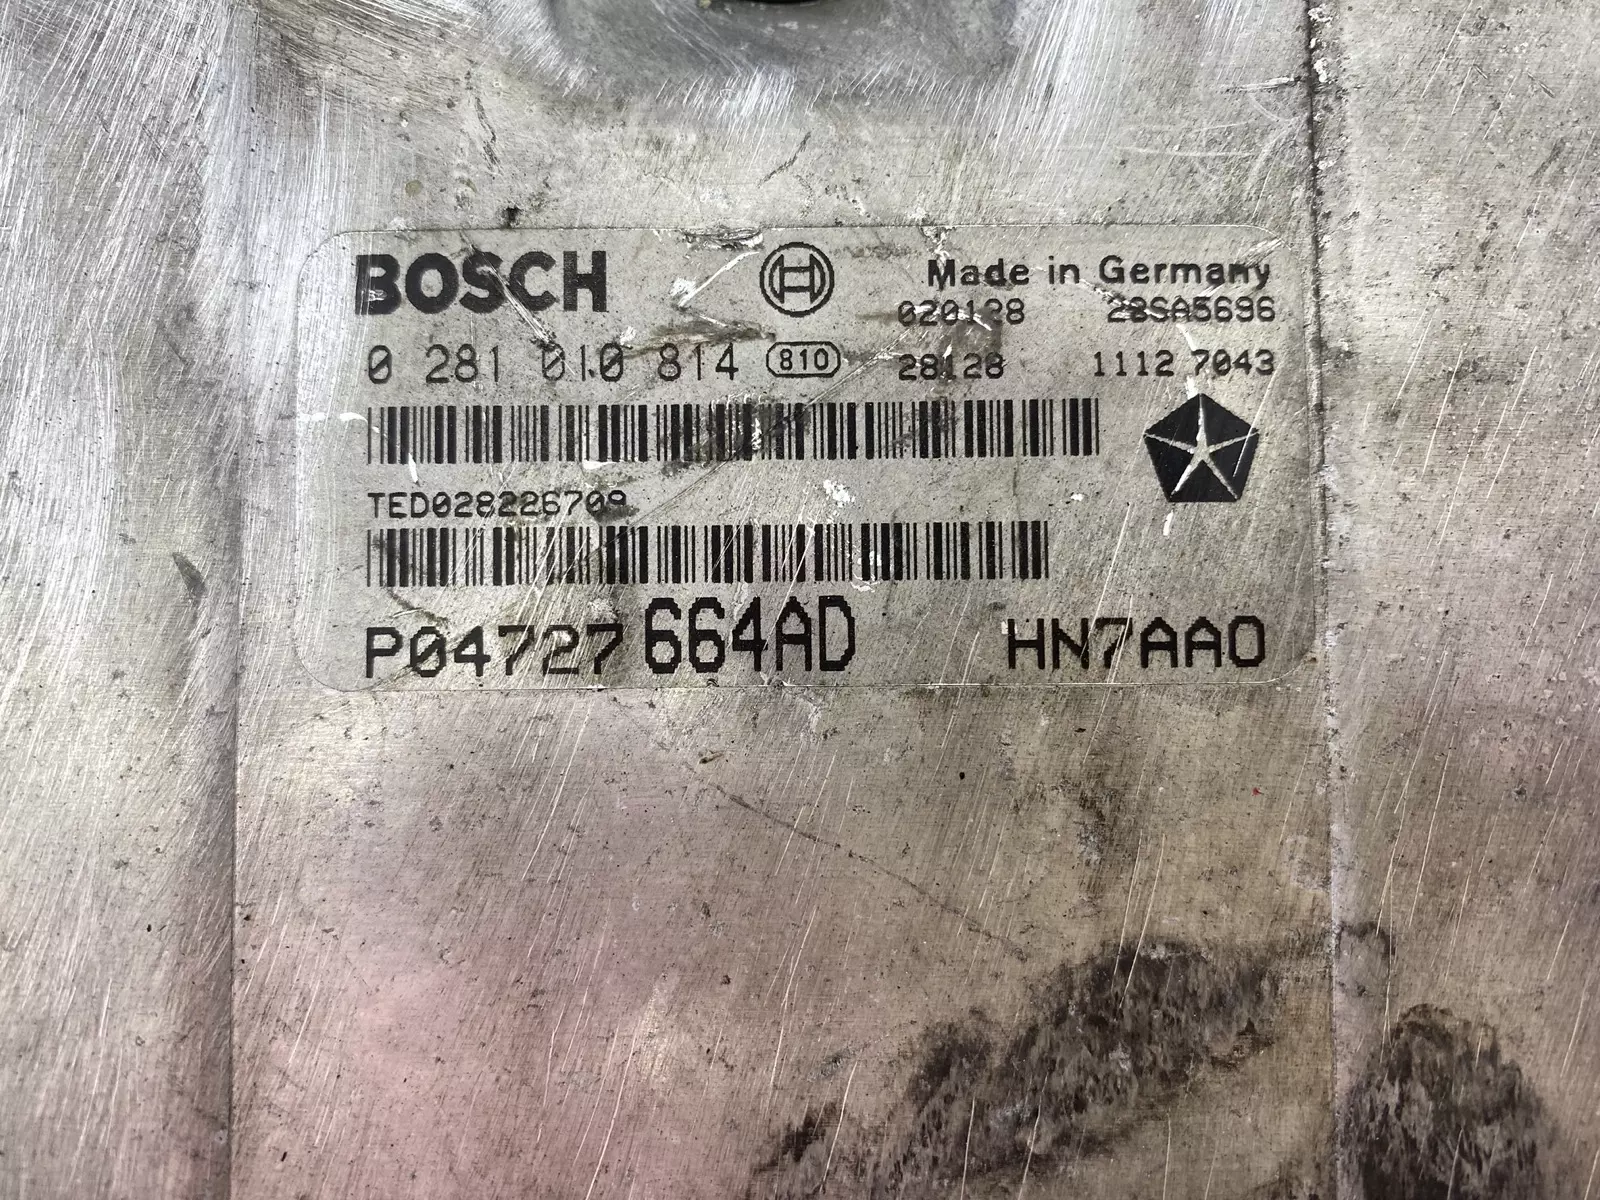 BOSCH Made in Germany
020128 28SA5696
0 281 010 814 810 28128 1112 7043
TED028226709
P04727664AD HN7AA0